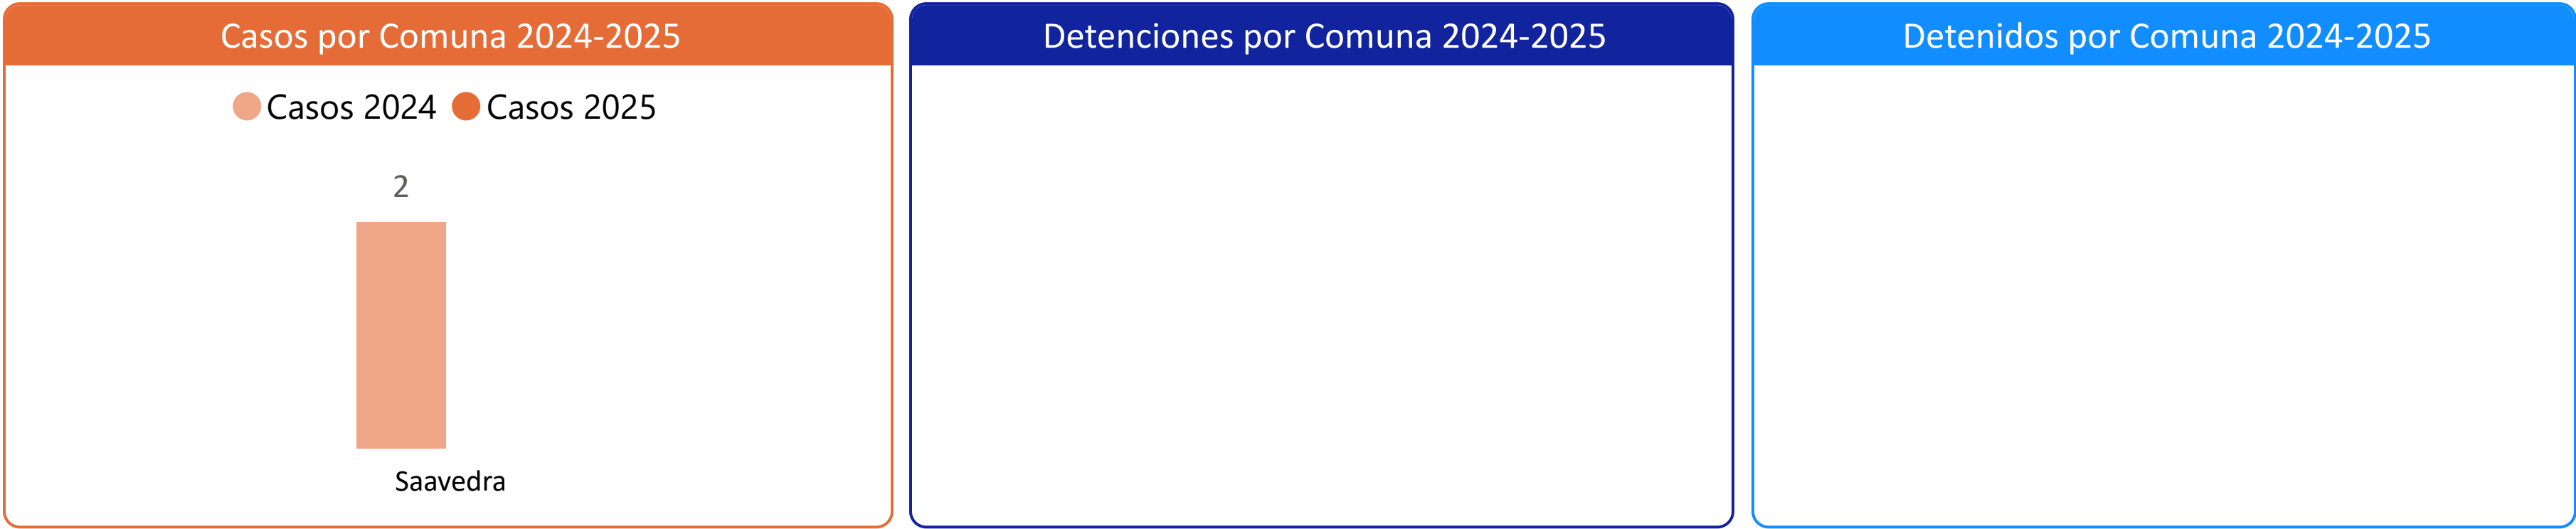 Casos por Comuna 2024-2025
Casos 2024 Casos 2025
2
Saavedra
Detenciones por Comuna 2024-2025
Detenidos por Comuna 2024-2025